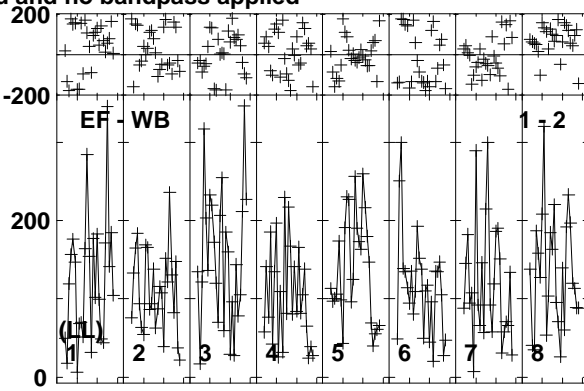 d and no bandpass applied
200
-200
EF - WB 1 - 2
200
(LL)
1 2 3 4 5 6 7 8
0